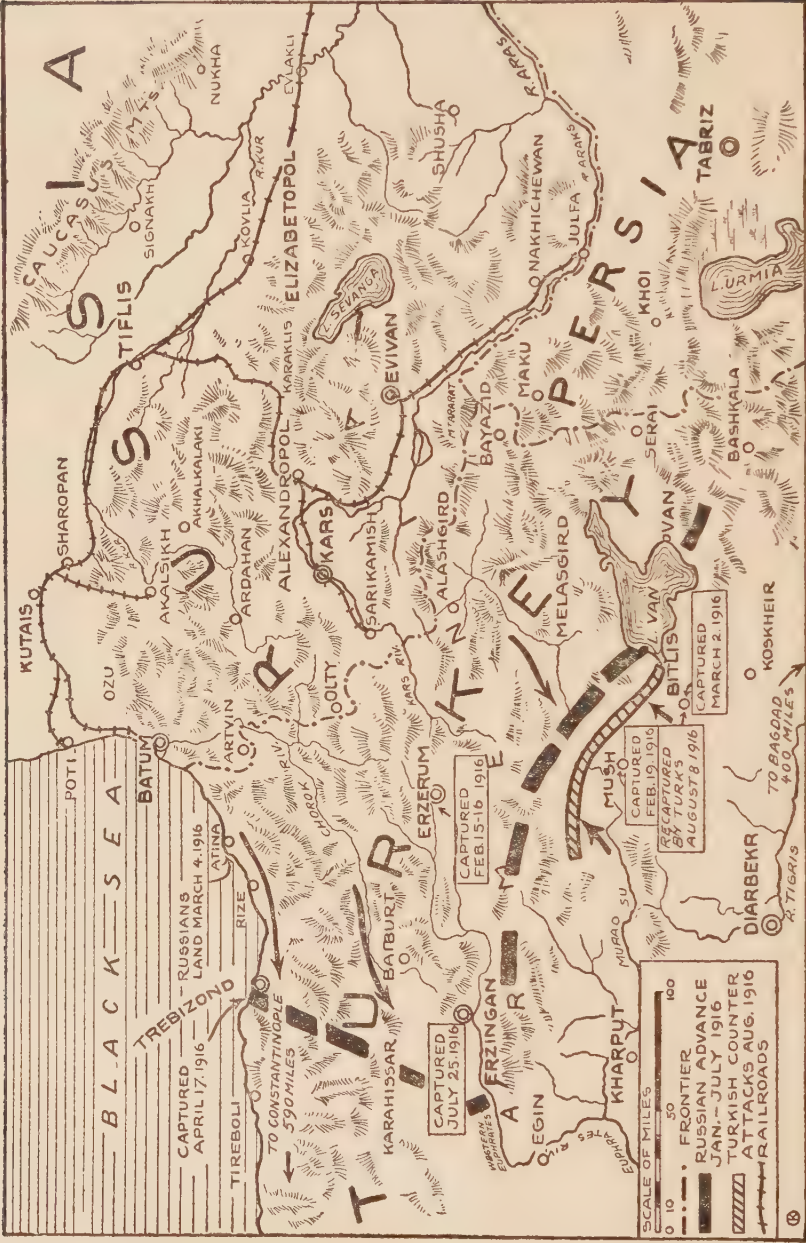 BLACK SEA
CAPTURED
APRIL 17. 1916
RUSSIANS
LAND MARCH 4. 1916
TREBIZOND
TIREBOLI
RIZE
ATINA
POTI
BATUM
KUTAIS
SHAROPAN
OZU
TO CONSTANTINOPLE
590 MILES
RUSSIA
CAUCASUS MTS
TIFLIS
SIGNAKH
NUKHA
KOVLIA
R. KUR
EVLAKLI
ELIZABETOPOL
AKALSIKH
AKHALKALAKI
ARDAHAN
ARTVIN
CHOROK RIV.
OLTY
ALEXANDROPOL
KARAKLIS
L. SEVANGA
KARS
EVIVAN
SARIKAMISH
KARS RIV.
SHUSHA
NAKHICHEWAN
JULFA
R. ARAKS
R. ARAS
MT ARARAT
BAYAZID
MAKU
ALASHGIRD
PERSIA
KHOI
TABRIZ
L. URMIA
SERAI
BASHKALA
TURKEY
KARAHISSAR
BATBURT
ERZERUM
CAPTURED
FEB. 15-16 1916
CAPTURED
JULY 25. 1916
ERZINGAN
WESTERN
EUPHRATES
EGIN
KHARPUT
EUPHRATES RIV.
MURAD SU
MELASGIRD
MUSH
CAPTURED
FEB. 19. 1916
RECAPTURED
BY TURKS
AUGUST 8 1916
BITLIS
CAPTURED
MARCH 2. 1916
L. VAN
VAN
KOSKHEIR
DIARBEKR
R. TIGRIS
TO BAGDAD
400 MILES
SCALE OF MILES
0 10 50 100
FRONTIER
RUSSIAN ADVANCE
JAN. - JULY 1916
TURKISH COUNTER
ATTACKS AUG. 1916
RAILROADS